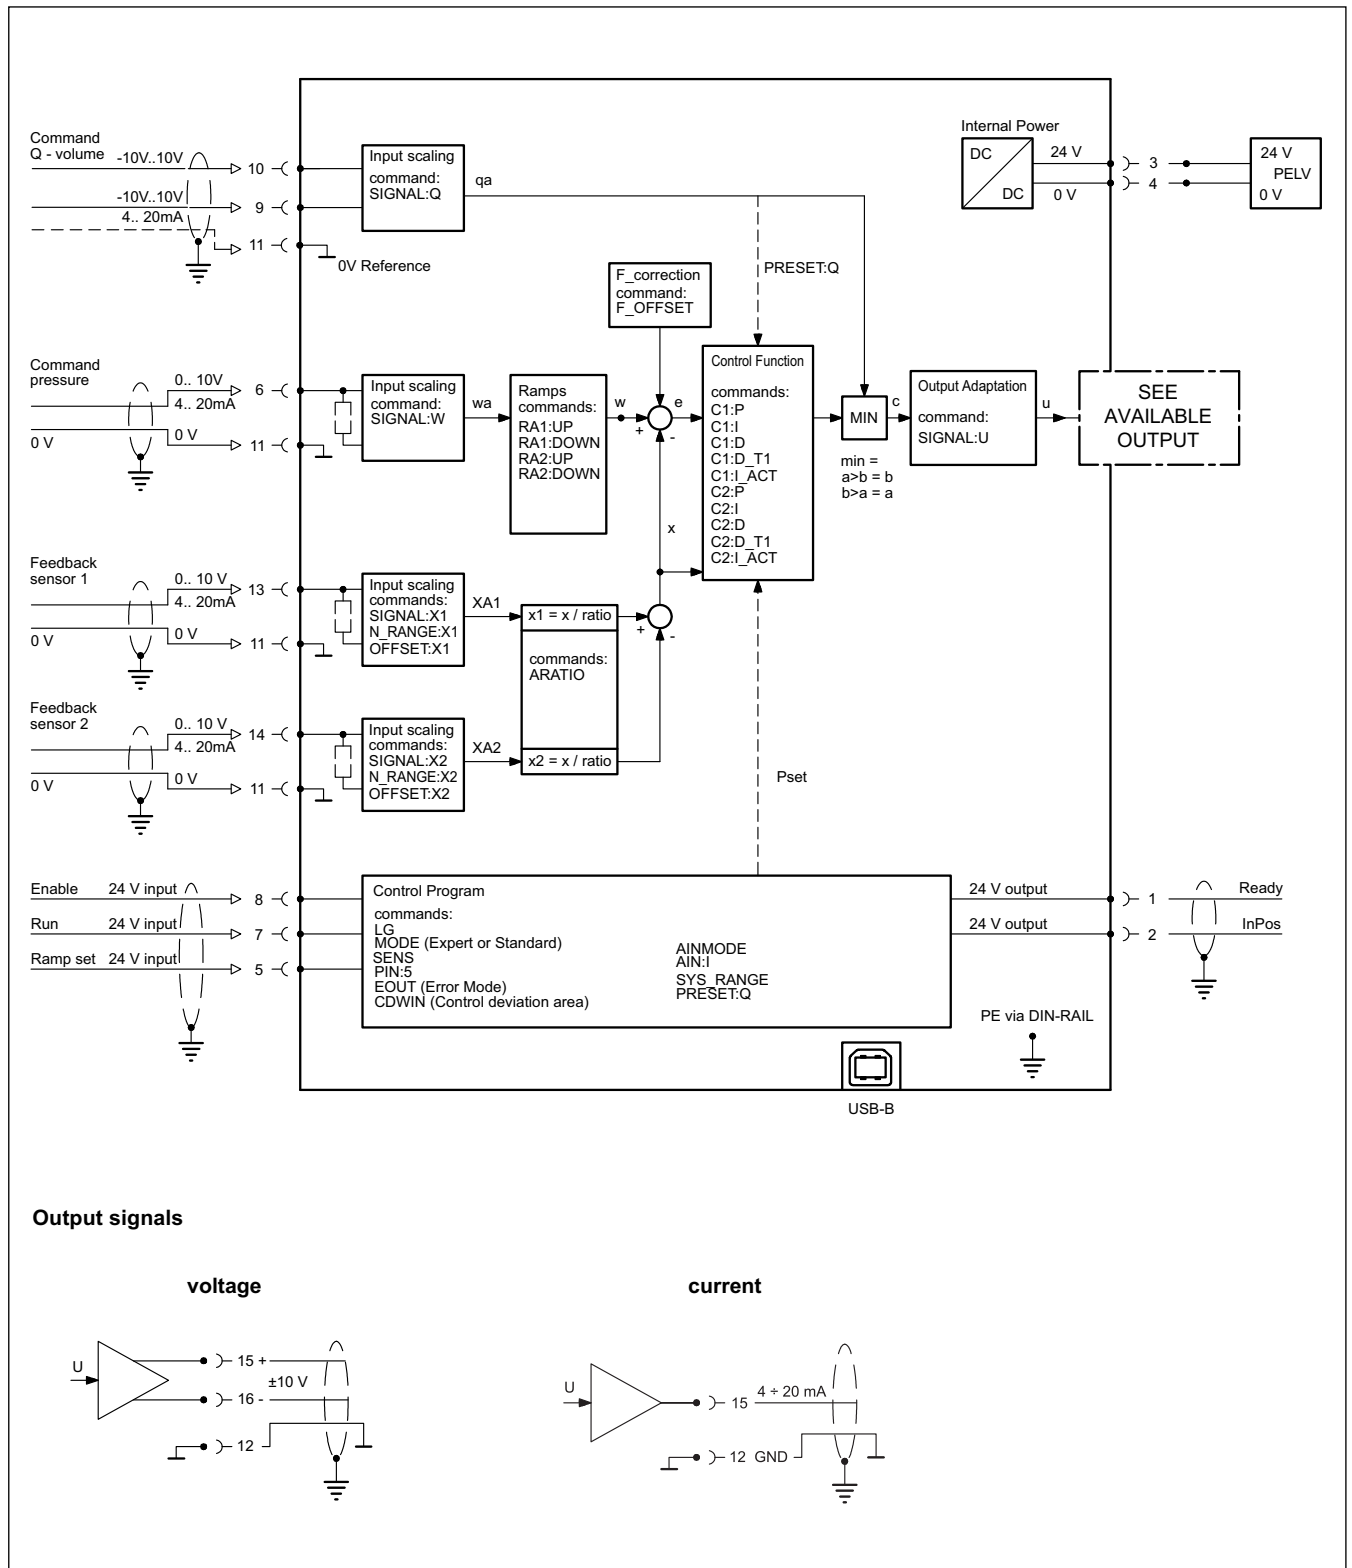 Command
Q - volume
-10V..10V
10
-10V..10V
9
4.. 20mA
11
0V Reference
Input scaling
command:
SIGNAL:Q
qa
PRESET:Q
Internal Power
DC
DC
24 V
0 V
3
4
24 V
PELV
0 V
F_correction
command:
F_OFFSET
Command
pressure
0.. 10V
6
4.. 20mA
0 V
0 V
11
Input scaling
command:
SIGNAL:W
wa
Ramps
commands:
RA1:UP
RA1:DOWN
RA2:UP
RA2:DOWN
w
+
-
e
x
Control Function
commands:
C1:P
C1:I
C1:D
C1:D_T1
C1:I_ACT
C2:P
C2:I
C2:D
C2:D_T1
C2:I_ACT
MIN
min =
a>b = b
b>a = a
c
Output Adaptation
command:
SIGNAL:U
u
SEE
AVAILABLE
OUTPUT
Feedback
sensor 1
0.. 10 V
13
4.. 20mA
0 V
0 V
11
Input scaling
commands:
SIGNAL:X1
N_RANGE:X1
OFFSET:X1
XA1
x1 = x / ratio
commands:
ARATIO
x2 = x / ratio
+
-
Feedback
sensor 2
0.. 10 V
14
4.. 20mA
0 V
0 V
11
Input scaling
commands:
SIGNAL:X2
N_RANGE:X2
OFFSET:X2
XA2
Pset
Enable 24 V input
8
Run 24 V input
7
Ramp set 24 V input
5
Control Program
commands:
LG
MODE (Expert or Standard)
SENS
PIN:5
EOUT (Error Mode)
CDWIN (Control deviation area)
AINMODE
AIN:I
SYS_RANGE
PRESET:Q
24 V output
1
Ready
24 V output
2
InPos
PE via DIN-RAIL
USB-B
Output signals
voltage
U
15 +
±10 V
16 -
12
current
U
15
4 ÷ 20 mA
12 GND